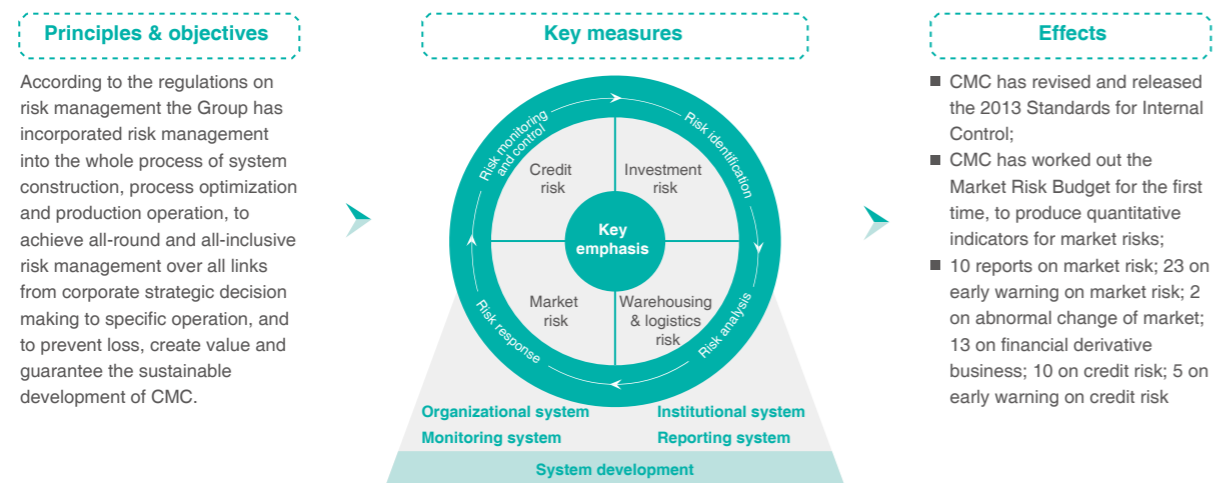 Principles & objectives
According to the regulations on
risk management the Group has
incorporated risk management
into the whole process of system
construction, process optimization
and production operation, to
achieve all-round and all-inclusive
risk management over all links
from corporate strategic decision
making to specific operation, and
to prevent loss, create value and
guarantee the sustainable
development of CMC.
Key measures
Risk monitoring
and control
Risk identification
Risk analysis
Risk response
Credit
risk
Investment
risk
Key
emphasis
Market
risk
Warehousing
& logistics
risk
Organizational system
Institutional system
Monitoring system
Reporting system
System development
Effects
■ CMC has revised and released
the 2013 Standards for Internal
Control;
■ CMC has worked out the
Market Risk Budget for the first
time, to produce quantitative
indicators for market risks;
■ 10 reports on market risk; 23 on
early warning on market risk; 2
on abnormal change of market;
13 on financial derivative
business; 10 on credit risk; 5 on
early warning on credit risk